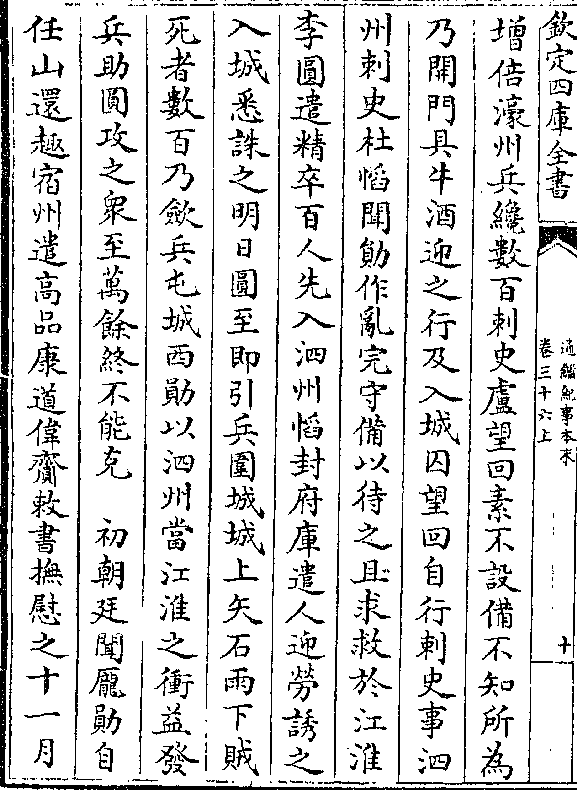 欽定四庫全書
通鑑紀事本末
卷三十六上
十
增倍濠州兵纔數百刺史盧望回素不設備不知所為
乃開門具牛酒迎之行及入城囚望回自行刺史事泗
州刺史杜慆聞勛作亂完守備以待之且求救於江淮
李圓遣精卒百人先入泗州慆封府庫遣人迎勞誘之
入城悉誅之明日圓至即引兵圍城城上矢石雨下賊
死者數百乃斂兵屯城西勛以泗州當江淮之衝益發
兵助圓攻之衆至萬餘終不能克　初朝廷聞龐勛自
任山還趣宿州遣高品康道偉齎敕書撫慰之十一月